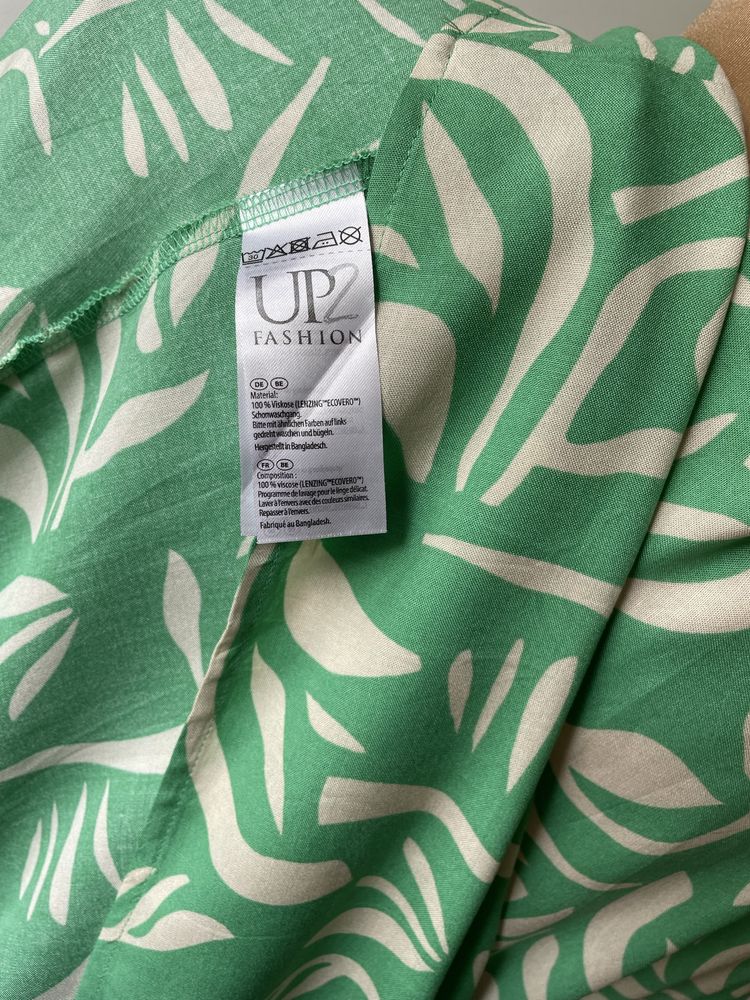 30
UP2
FASHION
DE BE
Material:
100 % Viskose (LENZING™ECOVERO™)
Schonwaschgang.
Bitte mit ähnlichen Farben auf links
gedreht waschen und bügeln.
Hergestellt in Bangladesch.
FR BE
Composition :
100 % viscose (LENZING™ECOVERO™)
Programme de lavage pour le linge délicat.
Laver à l'envers avec des couleurs similaires.
Repasser à l'envers.
Fabriqué au Bangladesh.